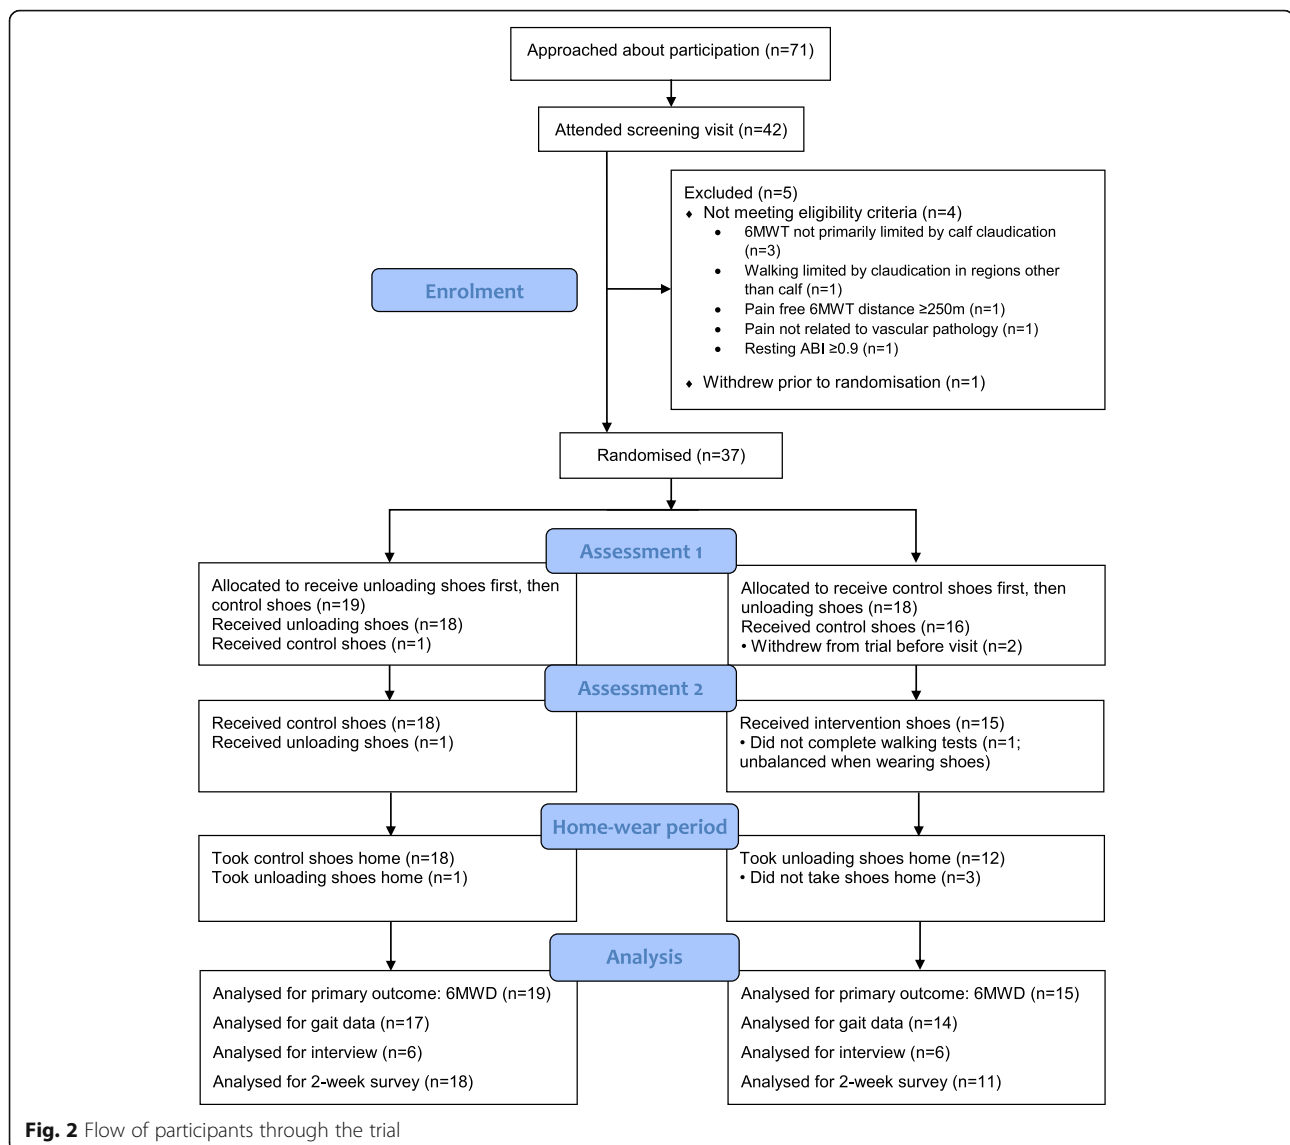 Approached about participation (n=71)
Attended screening visit (n=42)
Excluded (n=5)
♦ Not meeting eligibility criteria (n=4)
• 6MWT not primarily limited by calf claudication
(n=3)
• Walking limited by claudication in regions other
than calf (n=1)
• Pain free 6MWT distance ≥250m (n=1)
• Pain not related to vascular pathology (n=1)
• Resting ABI ≥0.9 (n=1)
♦ Withdrew prior to randomisation (n=1)
Enrolment
Randomised (n=37)
Assessment 1
Allocated to receive unloading shoes first, then
control shoes (n=19)
Received unloading shoes (n=18)
Received control shoes (n=1)
Allocated to receive control shoes first, then
unloading shoes (n=18)
Received control shoes (n=16)
• Withdrew from trial before visit (n=2)
Assessment 2
Received control shoes (n=18)
Received unloading shoes (n=1)
Received intervention shoes (n=15)
• Did not complete walking tests (n=1;
unbalanced when wearing shoes)
Home-wear period
Took control shoes home (n=18)
Took unloading shoes home (n=1)
Took unloading shoes home (n=12)
• Did not take shoes home (n=3)
Analysis
Analysed for primary outcome: 6MWD (n=19)
Analysed for gait data (n=17)
Analysed for interview (n=6)
Analysed for 2-week survey (n=18)
Analysed for primary outcome: 6MWD (n=15)
Analysed for gait data (n=14)
Analysed for interview (n=6)
Analysed for 2-week survey (n=11)
Fig. 2 Flow of participants through the trial